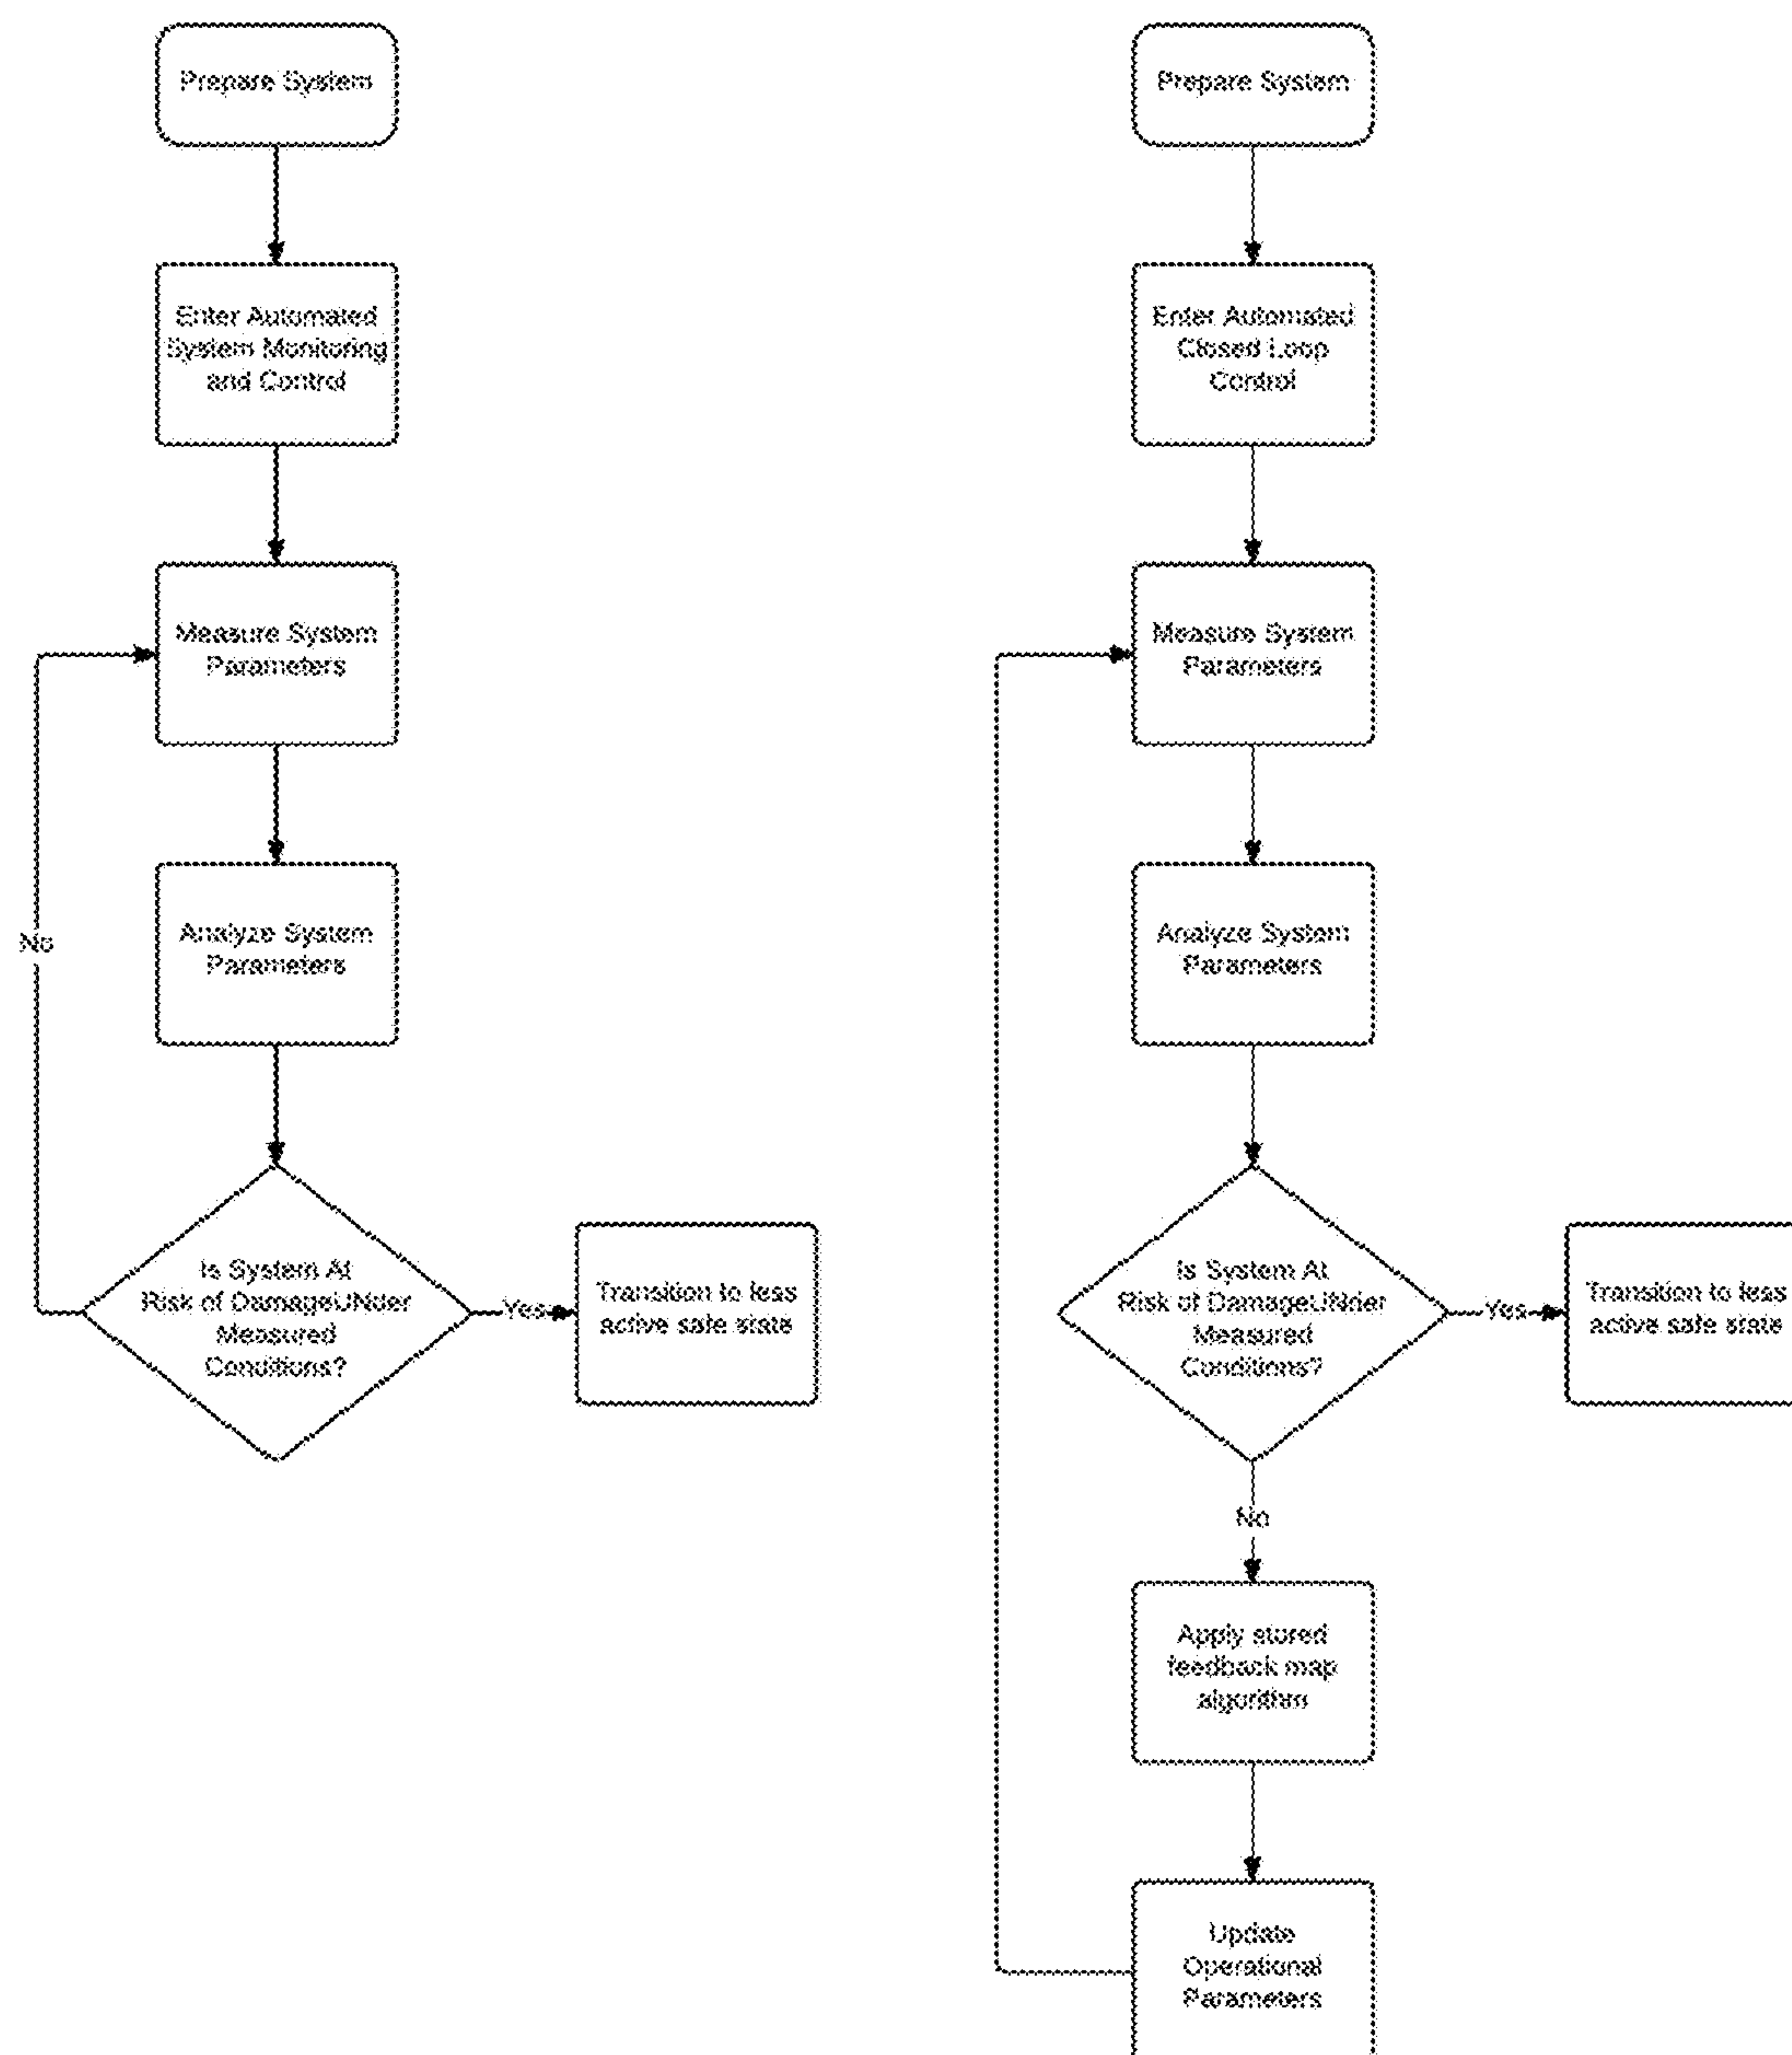 Prepare System
Enter Automated
System Monitoring
and Control
Measure System
Parameters
No
Analyze System
Parameters
Is System At
Risk of DamageUNder
Measured
Conditions?
Yes
Transition to less
active safe state
Prepare System
Enter Automated
Closed Loop
Control
Measure System
Parameters
Analyze System
Parameters
Is System At
Risk of DamageUNder
Measured
Conditions?
Yes
Transition to less
active safe state
No
Apply stored
feedback map
algorithm
Update
Operational
Parameters